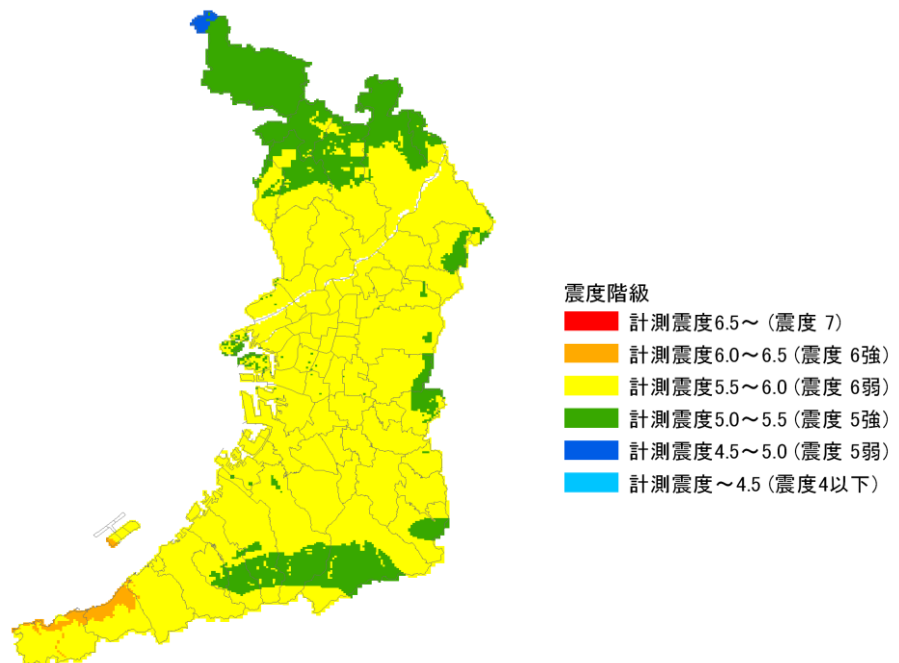 震度階級
計測震度6.5～ (震度 7)
計測震度6.0～6.5 (震度 6強)
計測震度5.5～6.0 (震度 6弱)
計測震度5.0～5.5 (震度 5強)
計測震度4.5～5.0 (震度 5弱)
計測震度～4.5 (震度4以下)